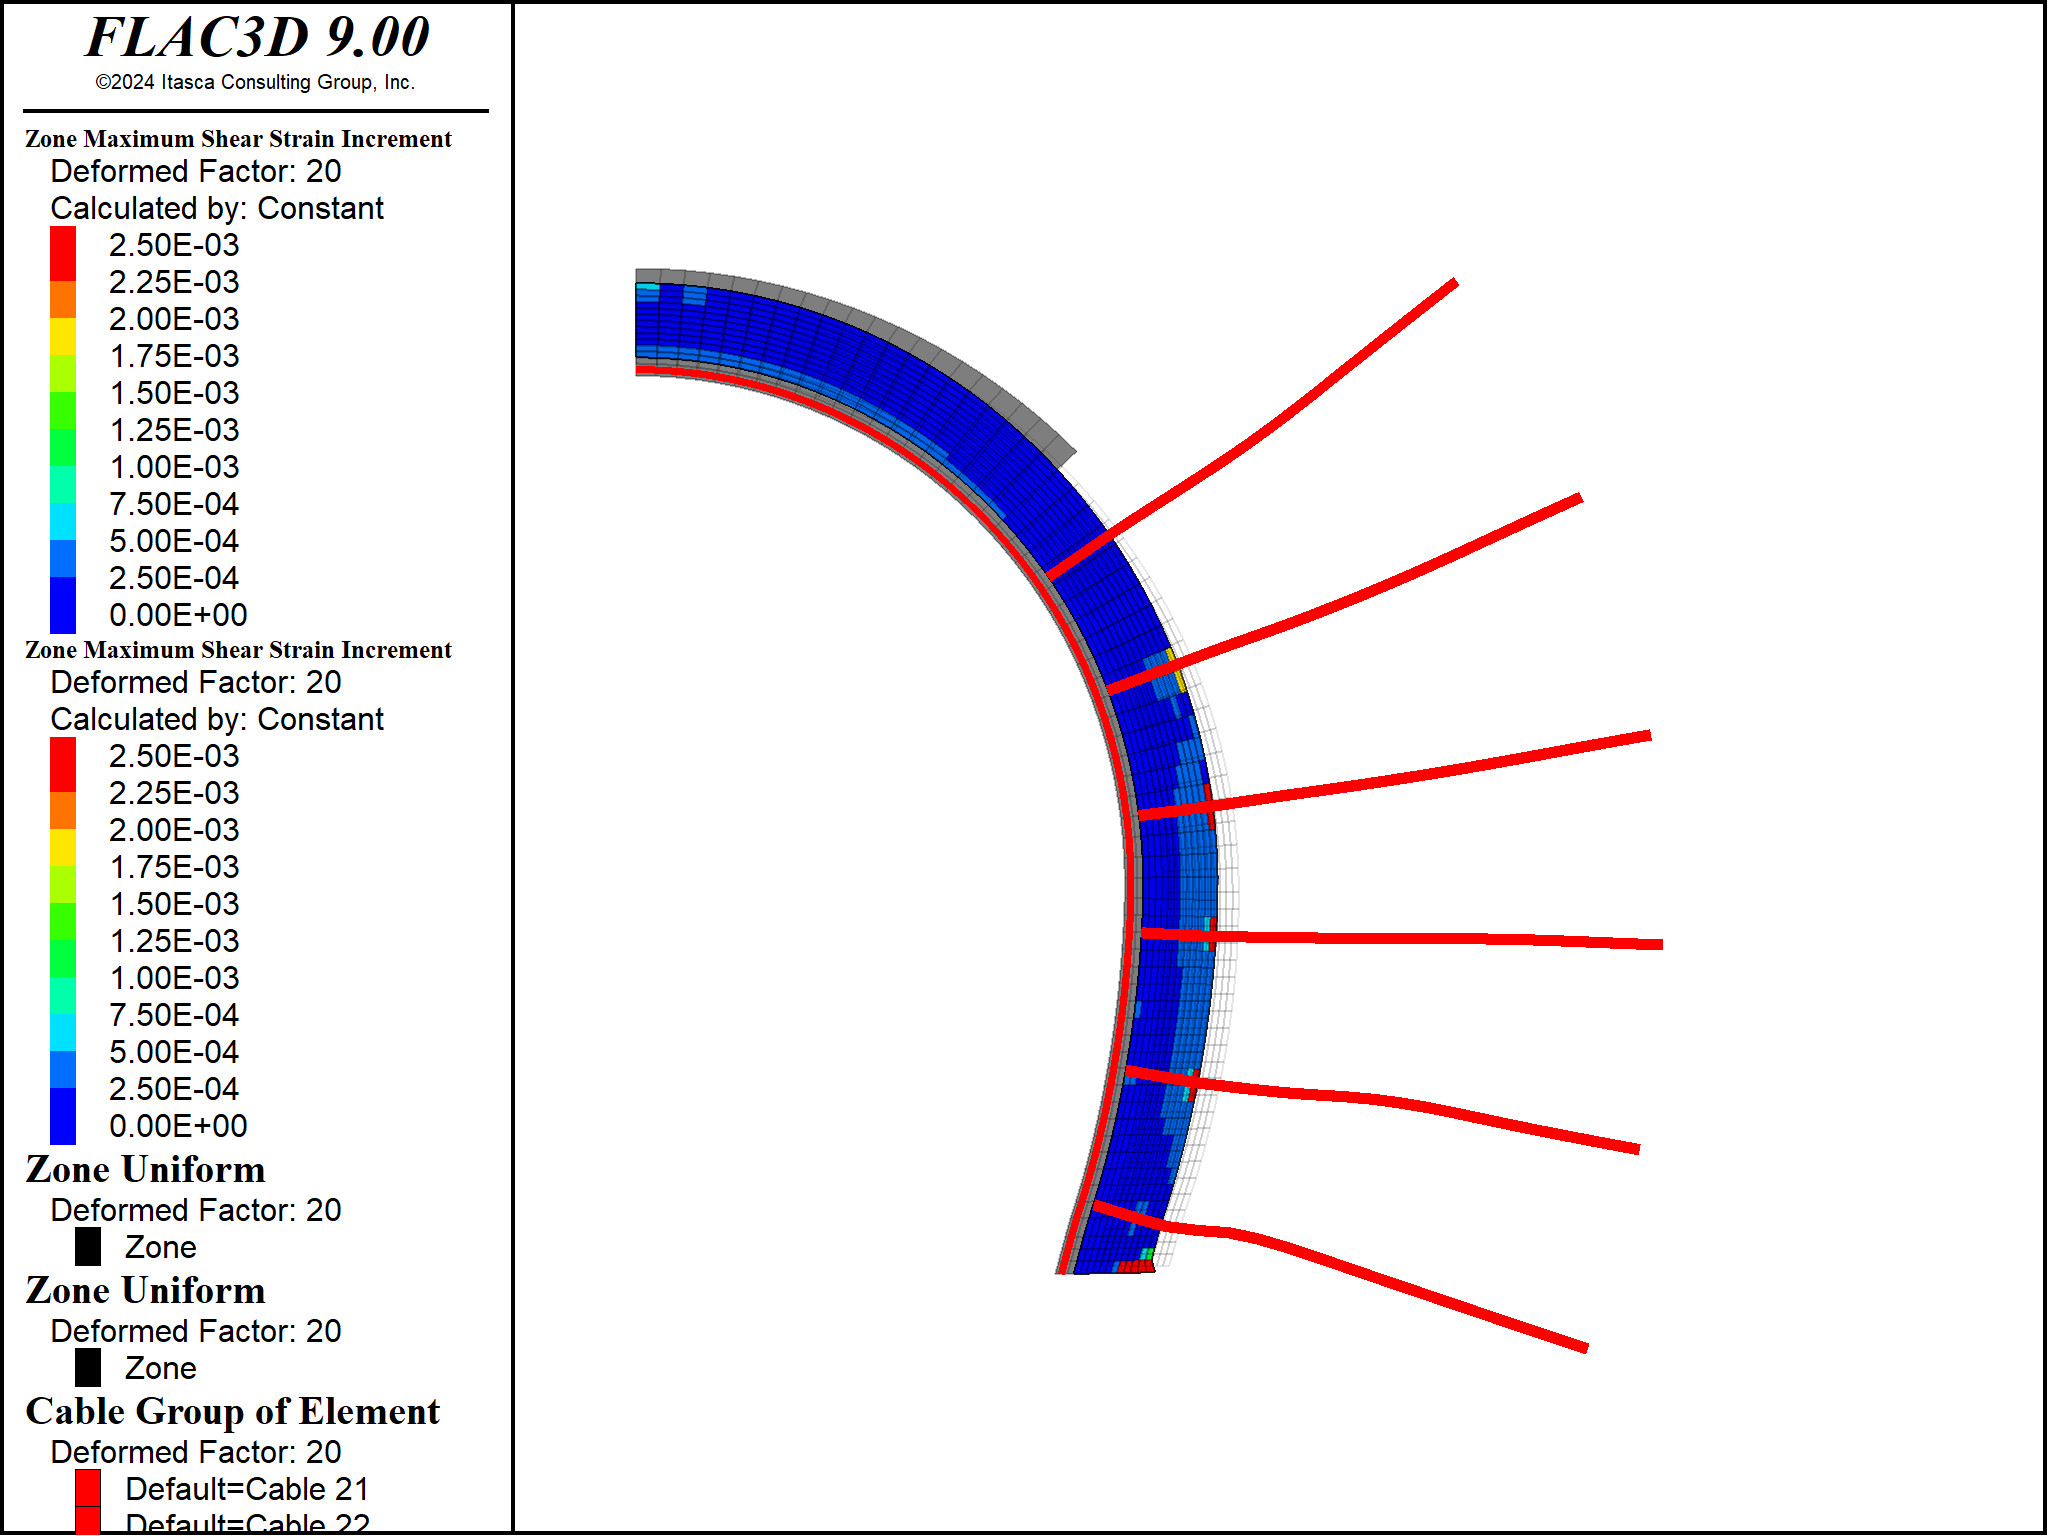 FLAC3D 9.00
©2024 Itasca Consulting Group, Inc.
Zone Maximum Shear Strain Increment
Deformed Factor: 20
Calculated by: Constant
2.50E-03
2.25E-03
2.00E-03
1.75E-03
1.50E-03
1.25E-03
1.00E-03
7.50E-04
5.00E-04
2.50E-04
0.00E+00
Zone Maximum Shear Strain Increment
Deformed Factor: 20
Calculated by: Constant
2.50E-03
2.25E-03
2.00E-03
1.75E-03
1.50E-03
1.25E-03
1.00E-03
7.50E-04
5.00E-04
2.50E-04
0.00E+00
Zone Uniform
Deformed Factor: 20
Zone
Zone Uniform
Deformed Factor: 20
Zone
Cable Group of Element
Deformed Factor: 20
Default=Cable 21
Default=Cable 22